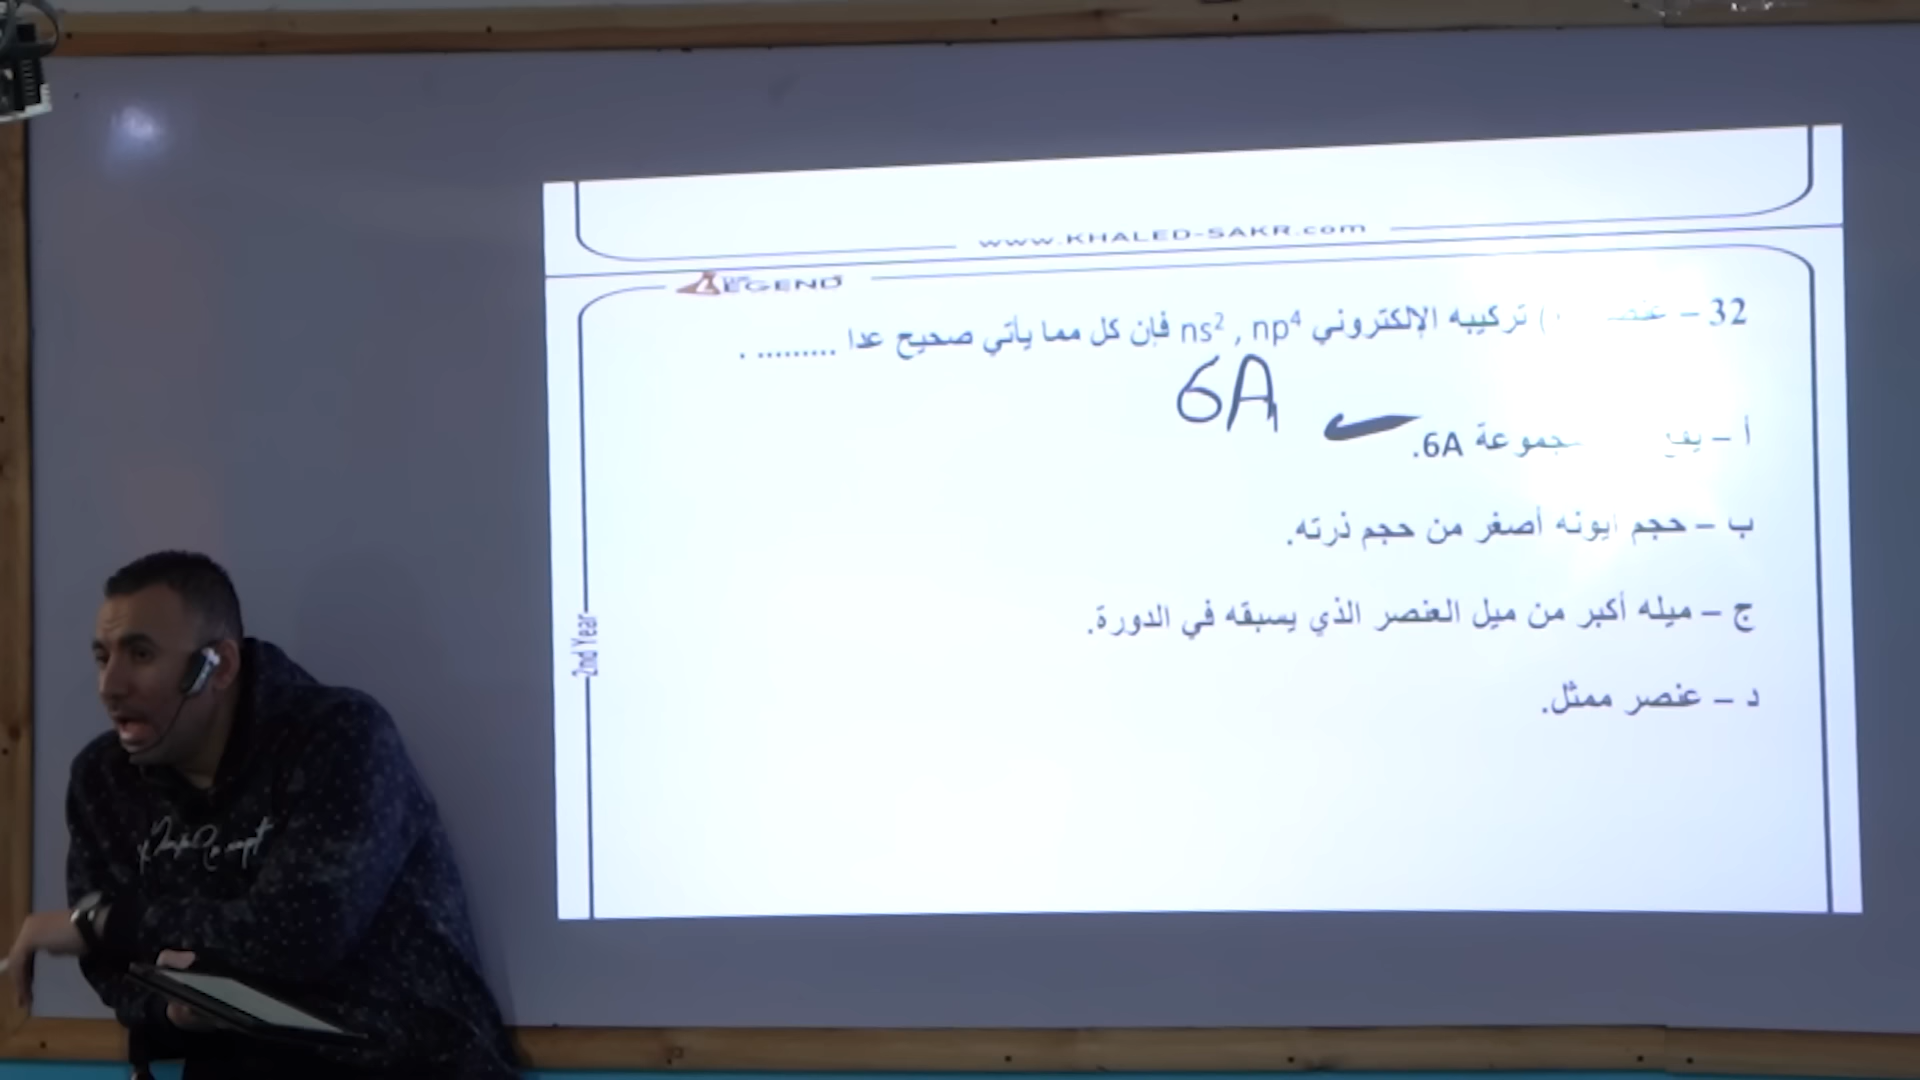 www.KHALED-SAKR.com
LEGEND
32 – تركيبه الإلكتروني ns² , np⁴ فإن كل مما يأتي صحيح عدا ......... .
6A
أ – 6A.
ب – حجم ايونه أصغر من حجم ذرته.
ج – ميله أكبر من ميل العنصر الذي يسبقه في الدورة.
د – عنصر ممثل.
2nd Year